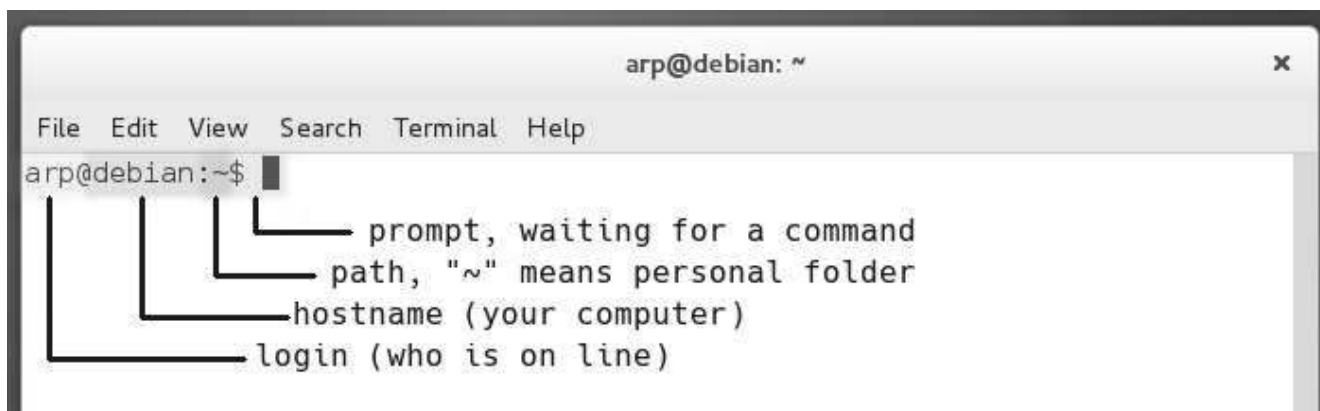 arp@debian: ~
File Edit View Search Terminal Help
arp@debian:~$
prompt, waiting for a command
path, "~" means personal folder
hostname (your computer)
login (who is on line)